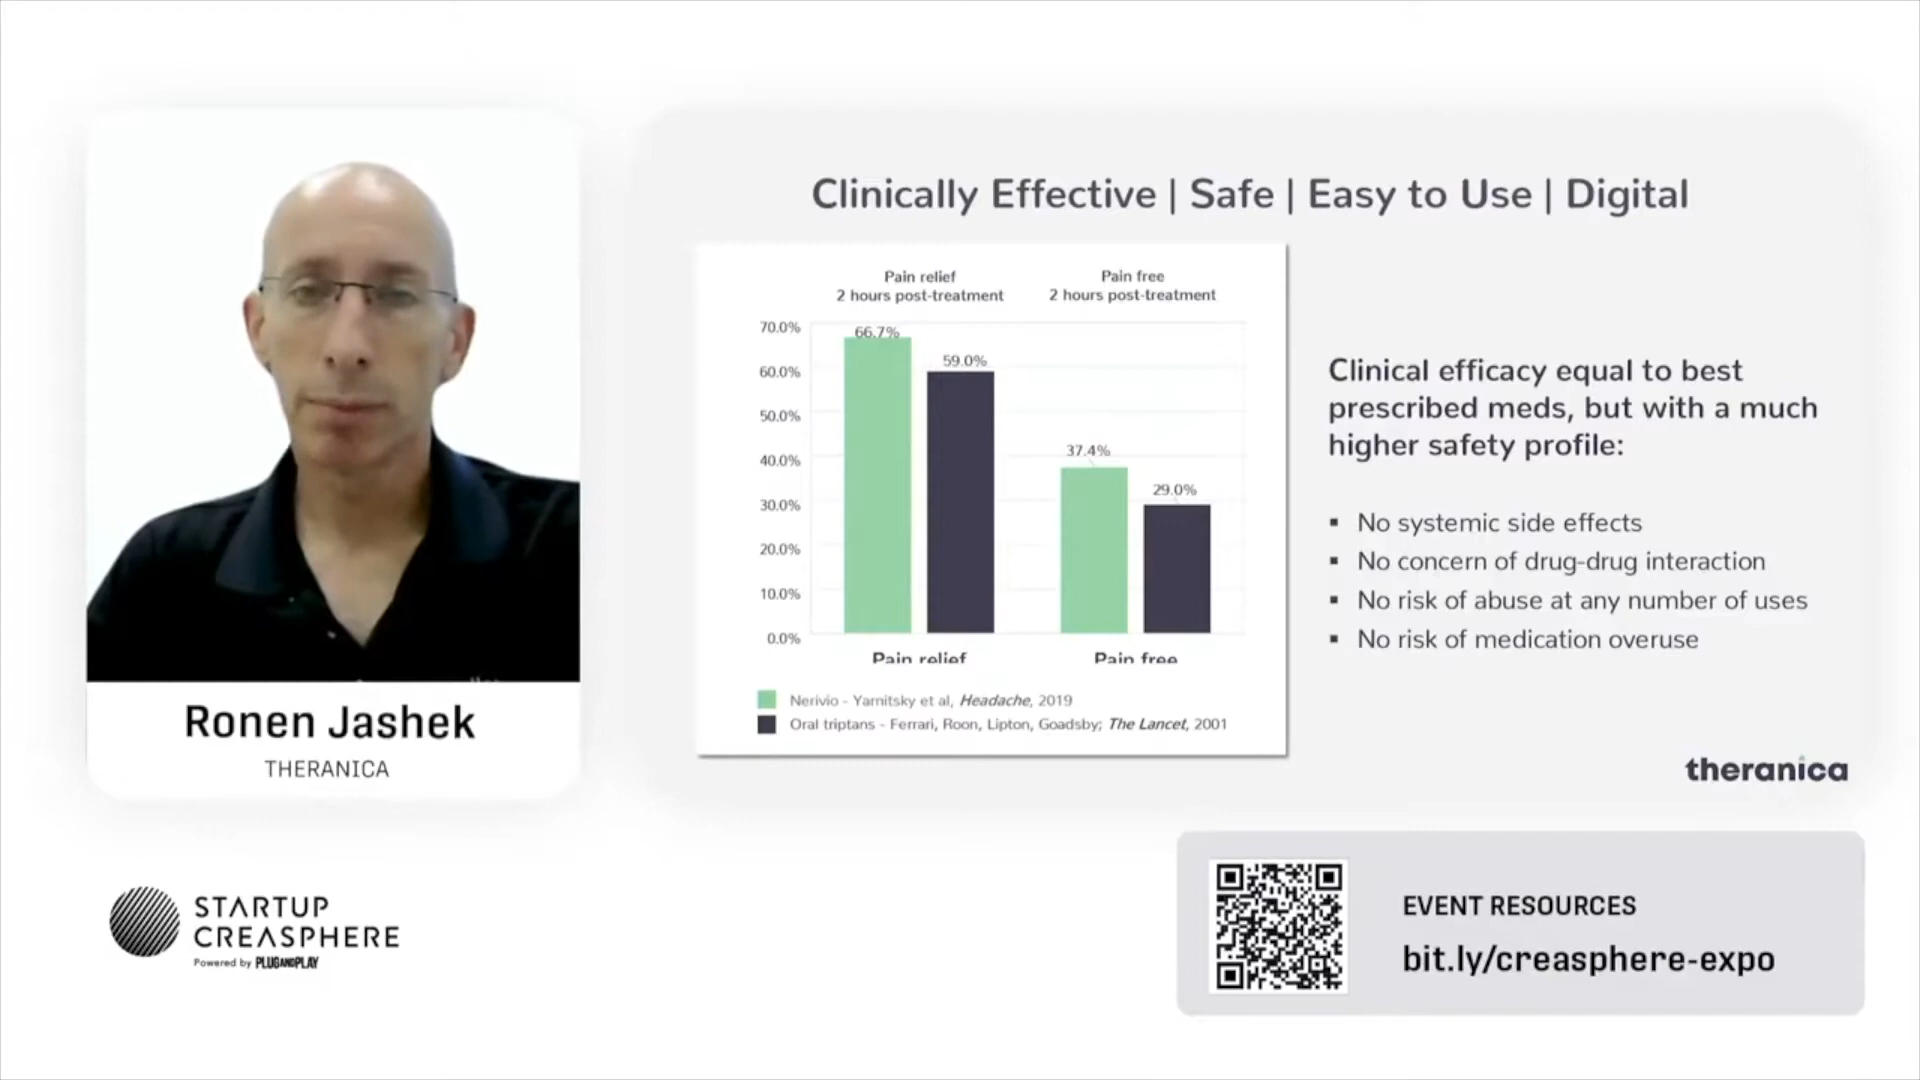 Clinically Effective | Safe | Easy to Use | Digital
Pain relief
2 hours post-treatment
Pain free
2 hours post-treatment
70.0%
60.0%
50.0%
40.0%
30.0%
20.0%
10.0%
0.0%
66.7%
59.0%
37.4%
29.0%
Pain relief
Pain free
Nerivio - Yarnitsky et al, Headache, 2019
Oral triptans - Ferrari, Roon, Lipton, Goadsby; The Lancet, 2001
Clinical efficacy equal to best
prescribed meds, but with a much
higher safety profile:
▪ No systemic side effects
▪ No concern of drug-drug interaction
▪ No risk of abuse at any number of uses
▪ No risk of medication overuse
theranica
Ronen Jashek
THERANICA
STARTUP
CREASPHERE
Powered by PLUGANDPLAY
EVENT RESOURCES
bit.ly/creasphere-expo